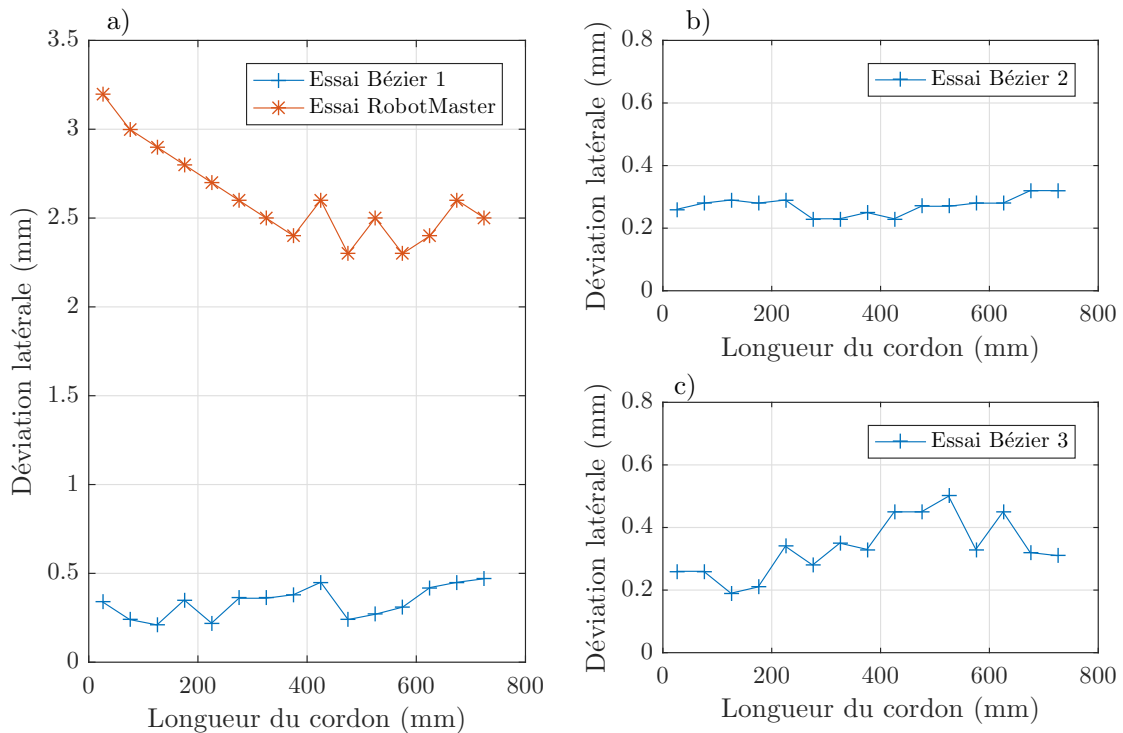 a)
3.5
3
2.5
2
1.5
1
0.5
0
0 200 400 600 800
Déviation latérale (mm)
Longueur du cordon (mm)
Essai Bézier 1
Essai RobotMaster
b)
0.8
0.6
0.4
0.2
0
0 200 400 600 800
Déviation latérale (mm)
Longueur du cordon (mm)
Essai Bézier 2
c)
0.8
0.6
0.4
0.2
0
0 200 400 600 800
Déviation latérale (mm)
Longueur du cordon (mm)
Essai Bézier 3